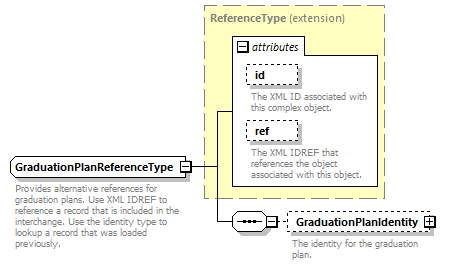 ReferenceType (extension)
attributes
id
The XML ID associated with
this complex object.
ref
The XML IDREF that
references the object
associated with this object.
GraduationPlanReferenceType
Provides alternative references for
graduation plans. Use XML IDREF to
reference a record that is included in the
interchange. Use the identity type to
lookup a record that was loaded
previously.
GraduationPlanIdentity
The identity for the graduation
plan.